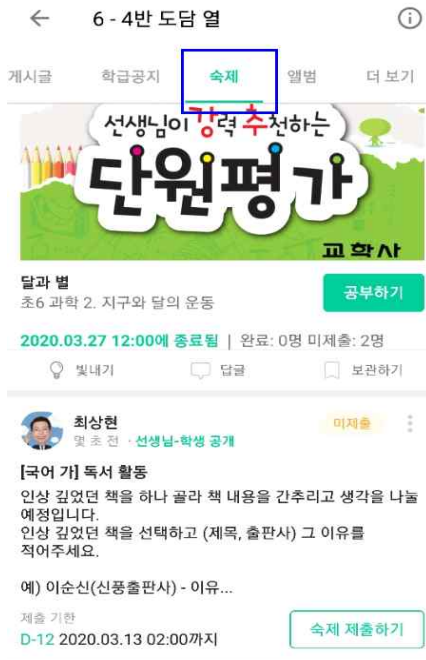 6 - 4반 도담 열
게시글 학급공지 숙제 앨범 더 보기
선생님이 강력 추천하는
단원평가
교학사
달과 별
초6 과학 2. 지구와 달의 운동
공부하기
2020.03.27 12:00에 종료됨 | 완료: 0명 미제출: 2명
빛내기 답글 보관하기
최상현
몇 초 전 · 선생님-학생 공개
미제출
[국어 가] 독서 활동
인상 깊었던 책을 하나 골라 책 내용을 간추리고 생각을 나눌
예정입니다.
인상 깊었던 책을 선택하고 (제목, 출판사) 그 이유를
적어주세요.
예) 이순신(신풍출판사) - 이유...
제출 기한
D-12 2020.03.13 02:00까지
숙제 제출하기